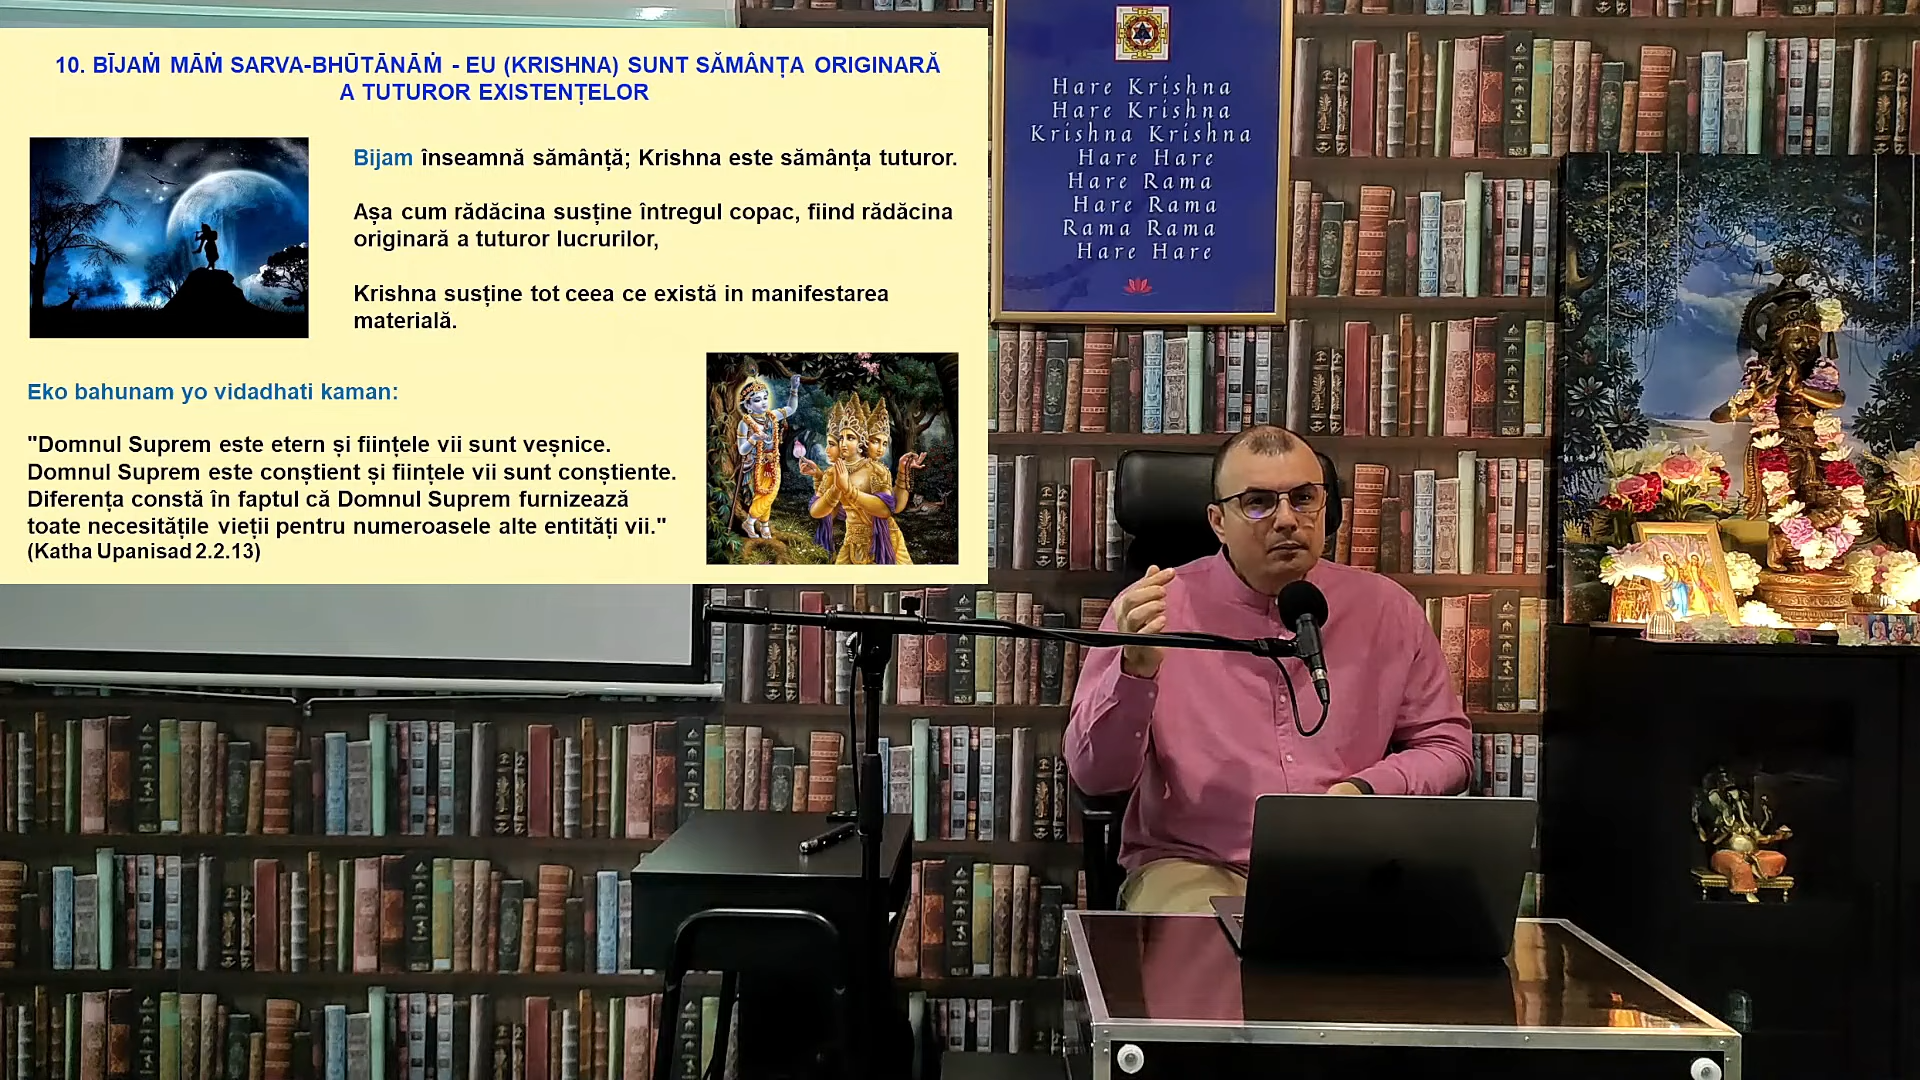 10. BĪJAṀ MĀṀ SARVA-BHŪTĀNĀṀ - EU (KRISHNA) SUNT SĂMÂNȚA ORIGINARĂ
A TUTUROR EXISTENȚELOR
Bijam înseamnă sămânță; Krishna este sămânța tuturor.
Așa cum rădăcina susține întregul copac, fiind rădăcina
originară a tuturor lucrurilor,
Krishna susține tot ceea ce există in manifestarea
materială.
Eko bahunam yo vidadhati kaman:
"Domnul Suprem este etern și ființele vii sunt veșnice.
Domnul Suprem este conștient și ființele vii sunt conștiente.
Diferența constă în faptul că Domnul Suprem furnizează
toate necesitățile vieții pentru numeroasele alte entități vii."
(Katha Upanisad 2.2.13)
Hare Krishna
Hare Krishna
Krishna Krishna
Hare Hare
Hare Rama
Hare Rama
Rama Rama
Hare Hare